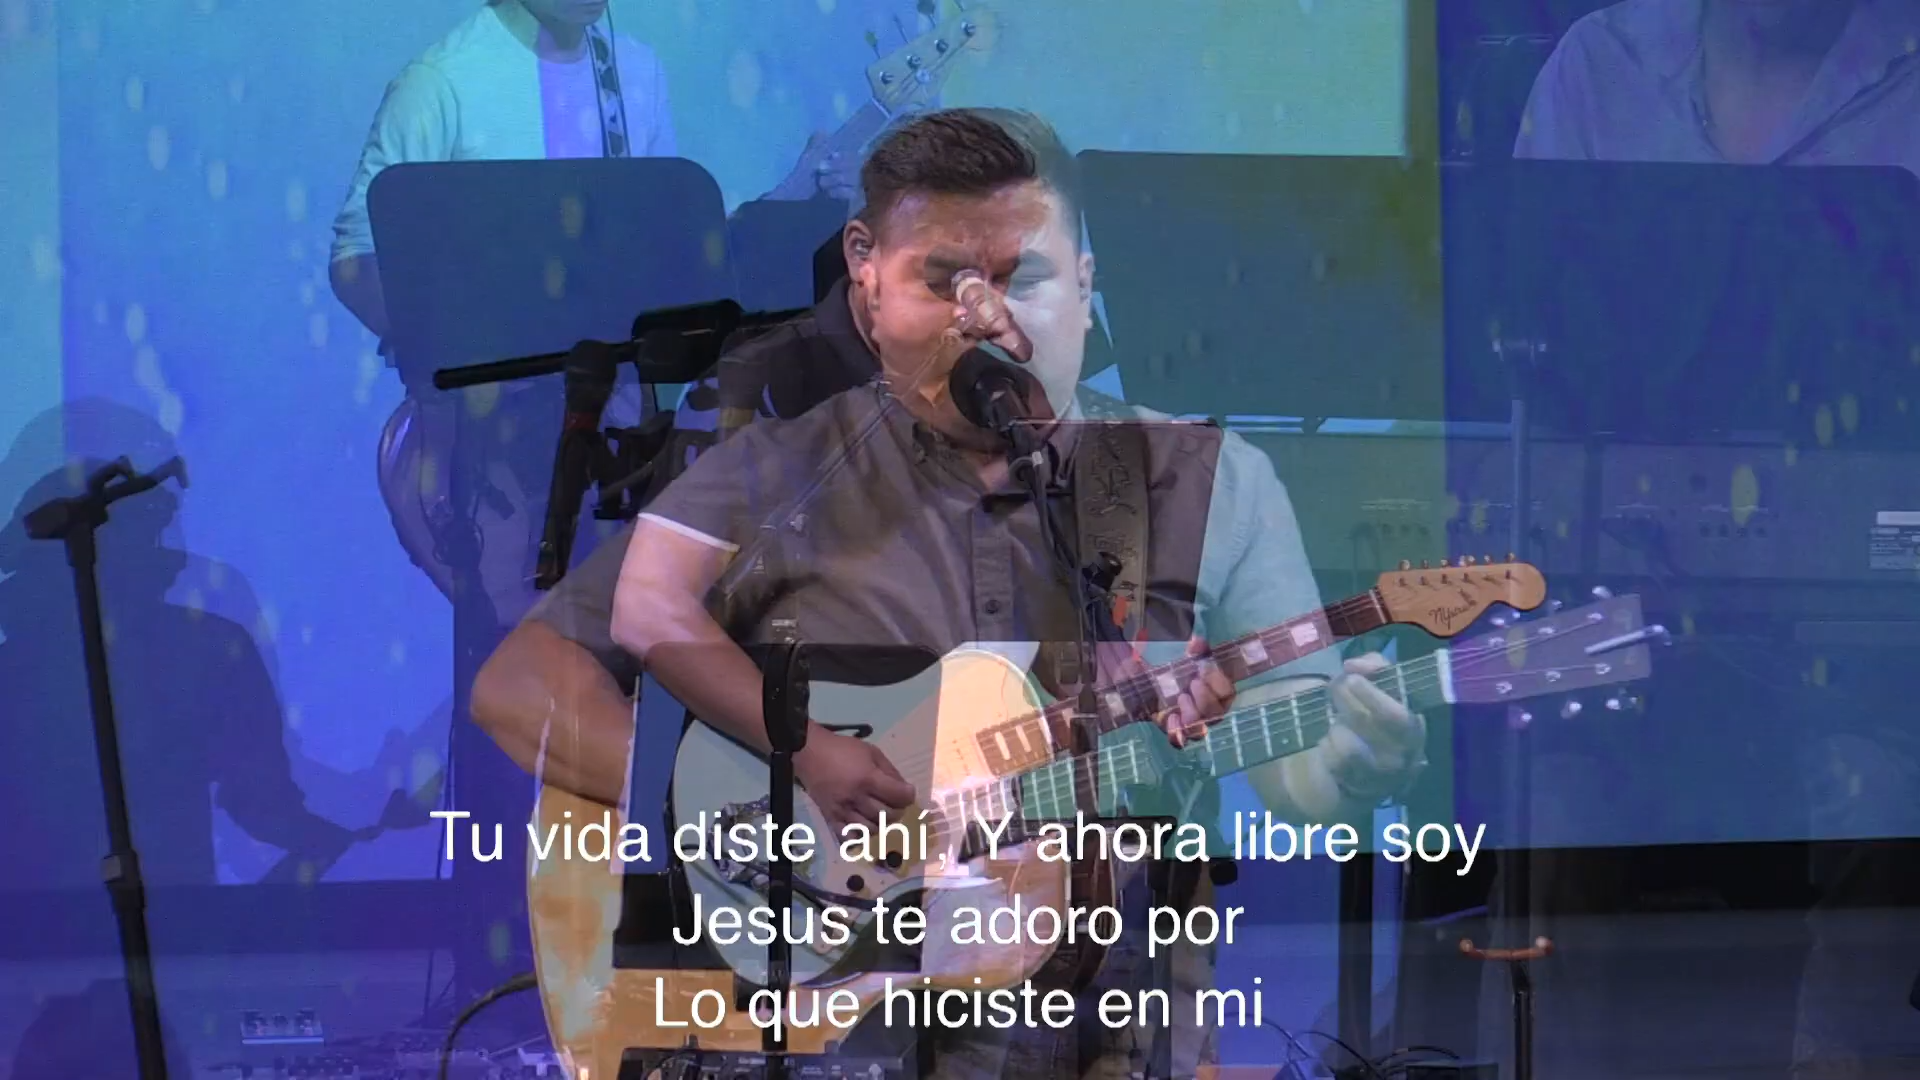 Tu vida diste ahí, Y ahora libre soy
Jesus te adoro por
Lo que hiciste en mi